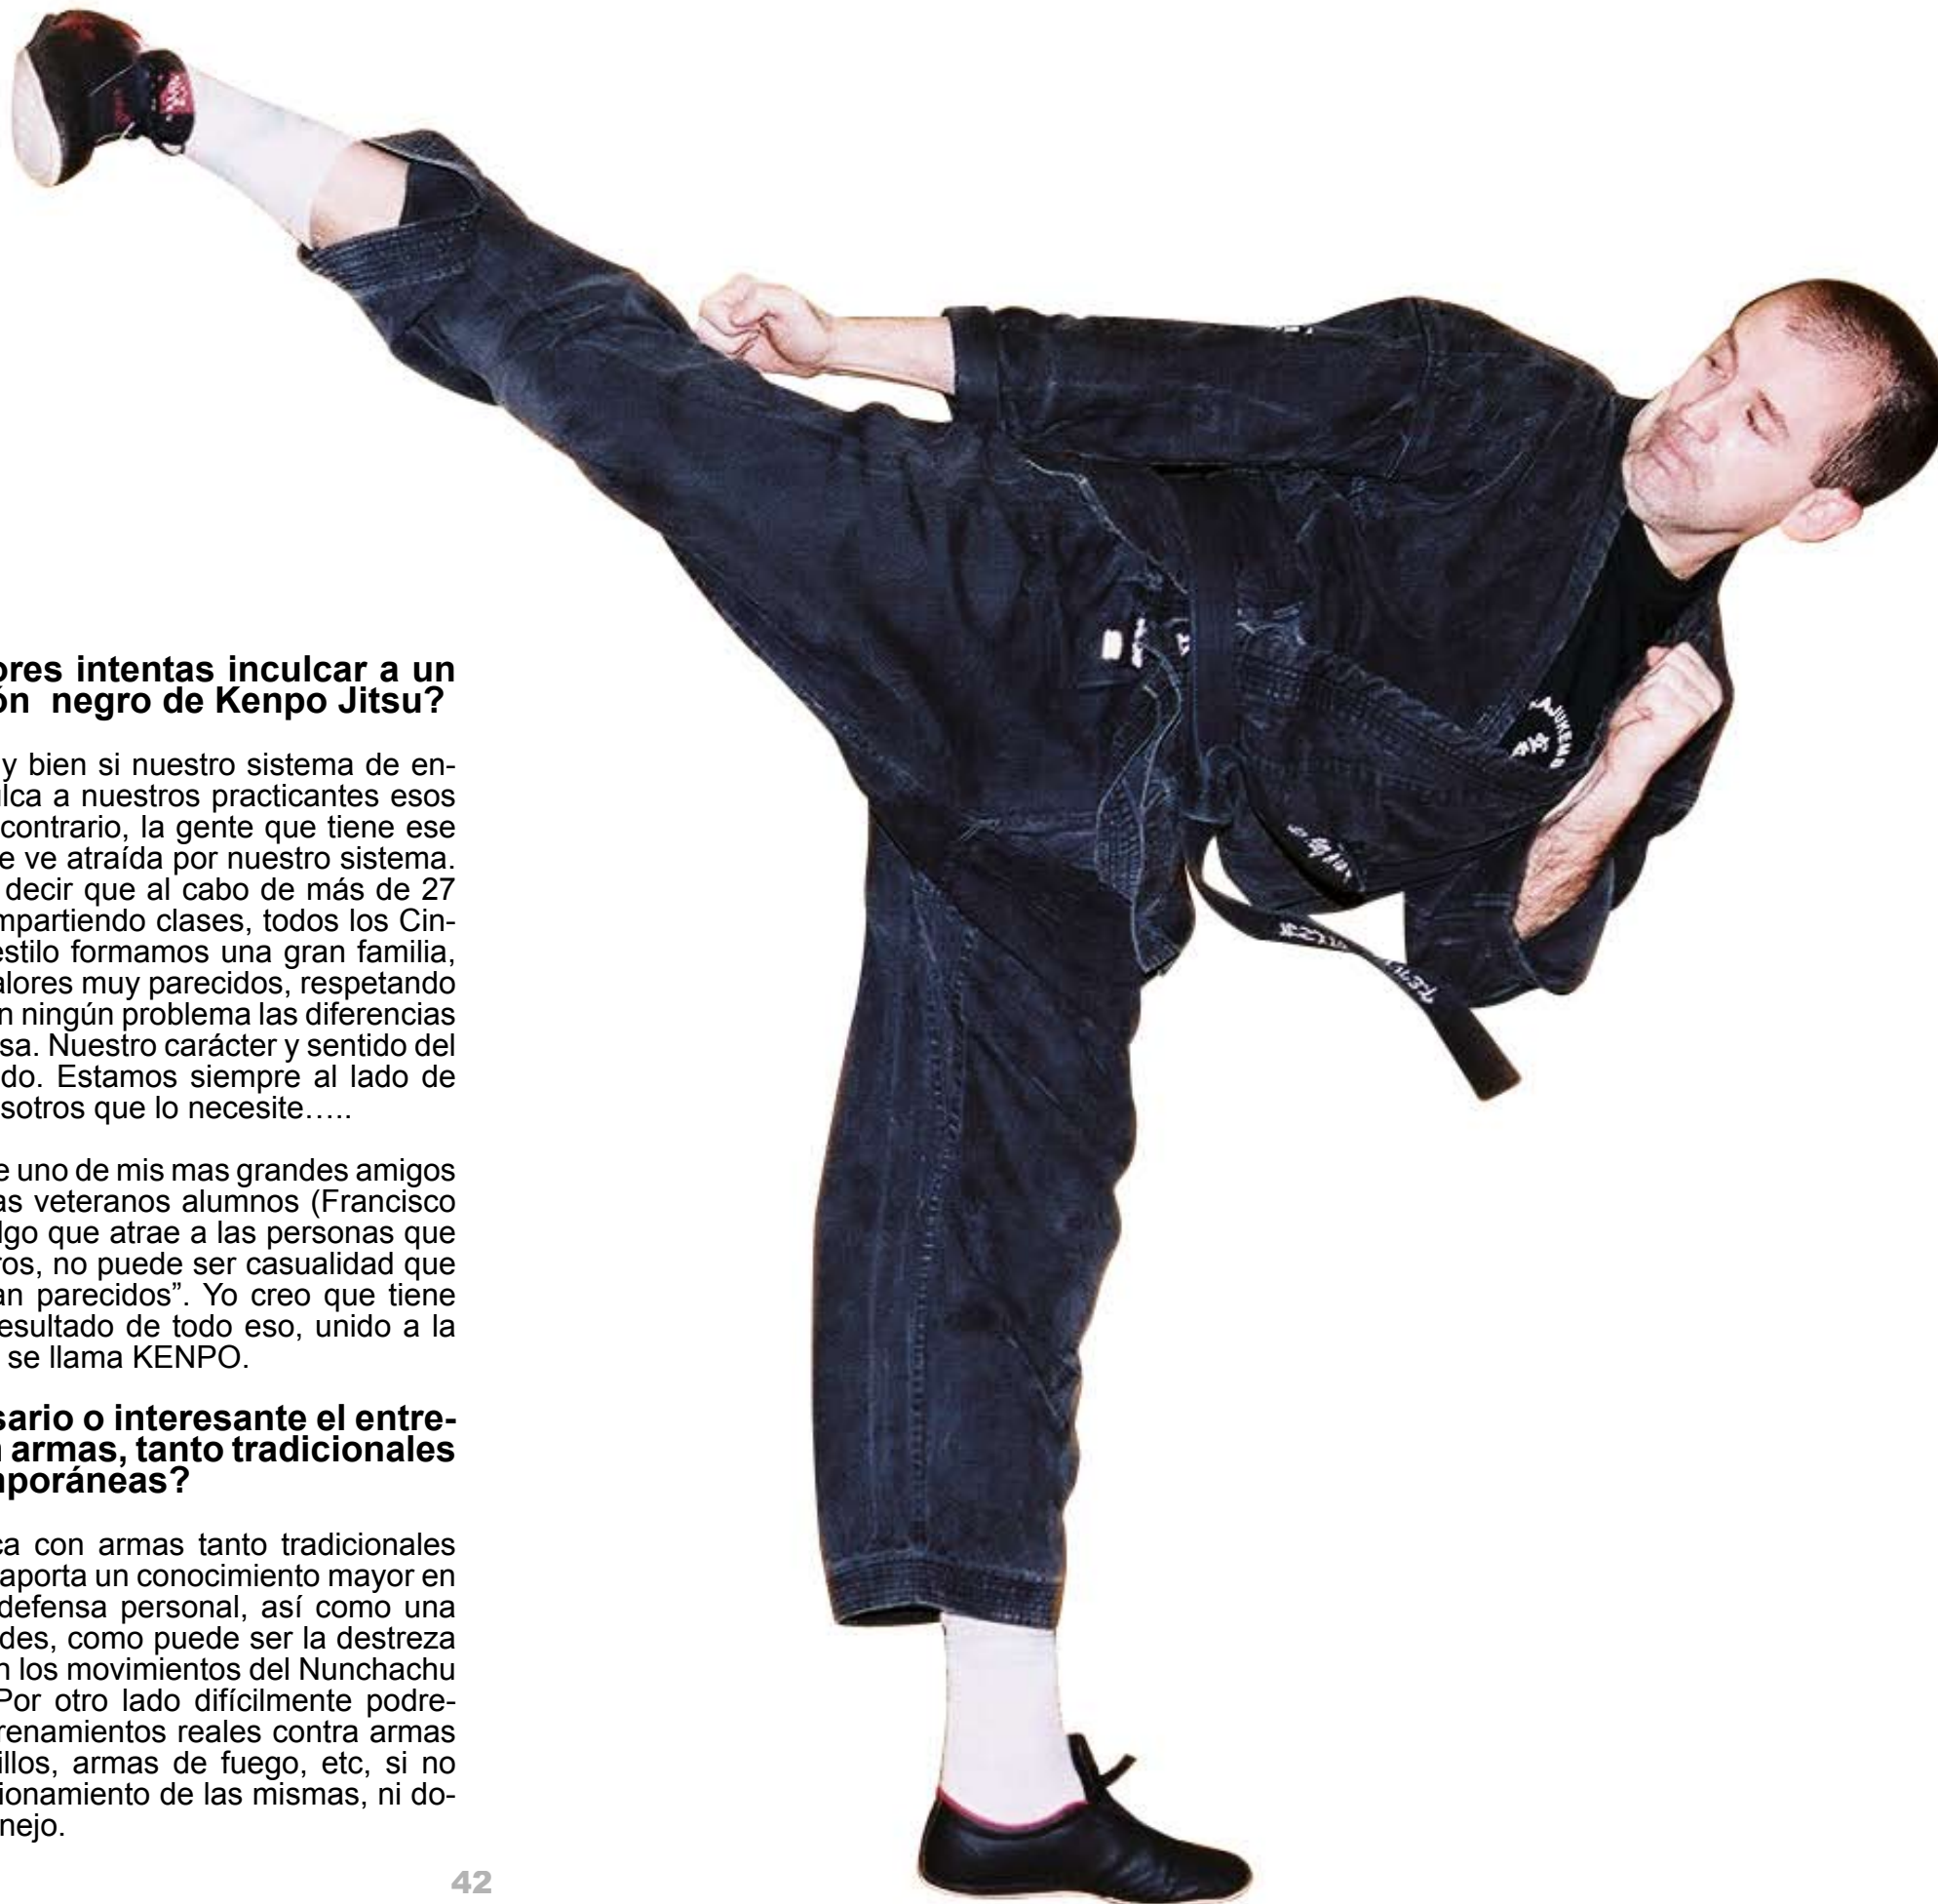 ores intentas inculcar a un
ón negro de Kenpo Jitsu?
y bien si nuestro sistema de en-
ulca a nuestros practicantes esos
contrario, la gente que tiene ese
e ve atraída por nuestro sistema.
decir que al cabo de más de 27
mpartiendo clases, todos los Cin-
estilo formamos una gran familia,
alores muy parecidos, respetando
n ningún problema las diferencias
sa. Nuestro carácter y sentido del
do. Estamos siempre al lado de
sotros que lo necesite…..
e uno de mis mas grandes amigos
as veteranos alumnos (Francisco
lgo que atrae a las personas que
ros, no puede ser casualidad que
an parecidos”. Yo creo que tiene
esultado de todo eso, unido a la
se llama KENPO.
sario o interesante el entre-
n armas, tanto tradicionales
mporáneas?
ca con armas tanto tradicionales
aporta un conocimiento mayor en
defensa personal, así como una
des, como puede ser la destreza
n los movimientos del Nunchachu
Por otro lado difícilmente podre-
renamientos reales contra armas
illos, armas de fuego, etc, si no
ionamiento de las mismas, ni do-
nejo.
42